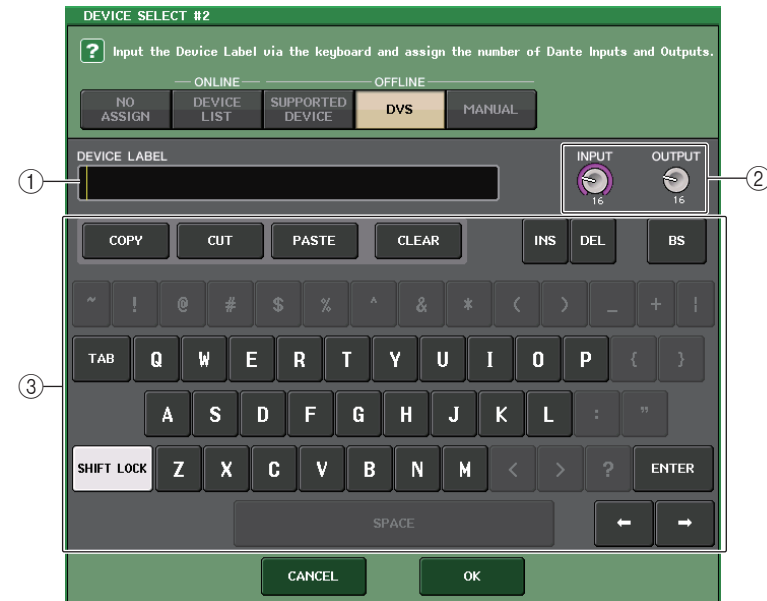 DEVICE SELECT #2
? Input the Device Label via the keyboard and assign the number of Dante Inputs and Outputs.
ONLINE OFFLINE
NO ASSIGN DEVICE LIST SUPPORTED DEVICE DVS MANUAL
DEVICE LABEL INPUT OUTPUT
① ②
16 16
COPY CUT PASTE CLEAR INS DEL BS
~ ! @ # $ % ^ & * ( ) _ + ¦
TAB Q W E R T Y U I O P { }
③
A S D F G H J K L : "
SHIFT LOCK Z X C V B N M < > ? ENTER
SPACE ← →
CANCEL OK